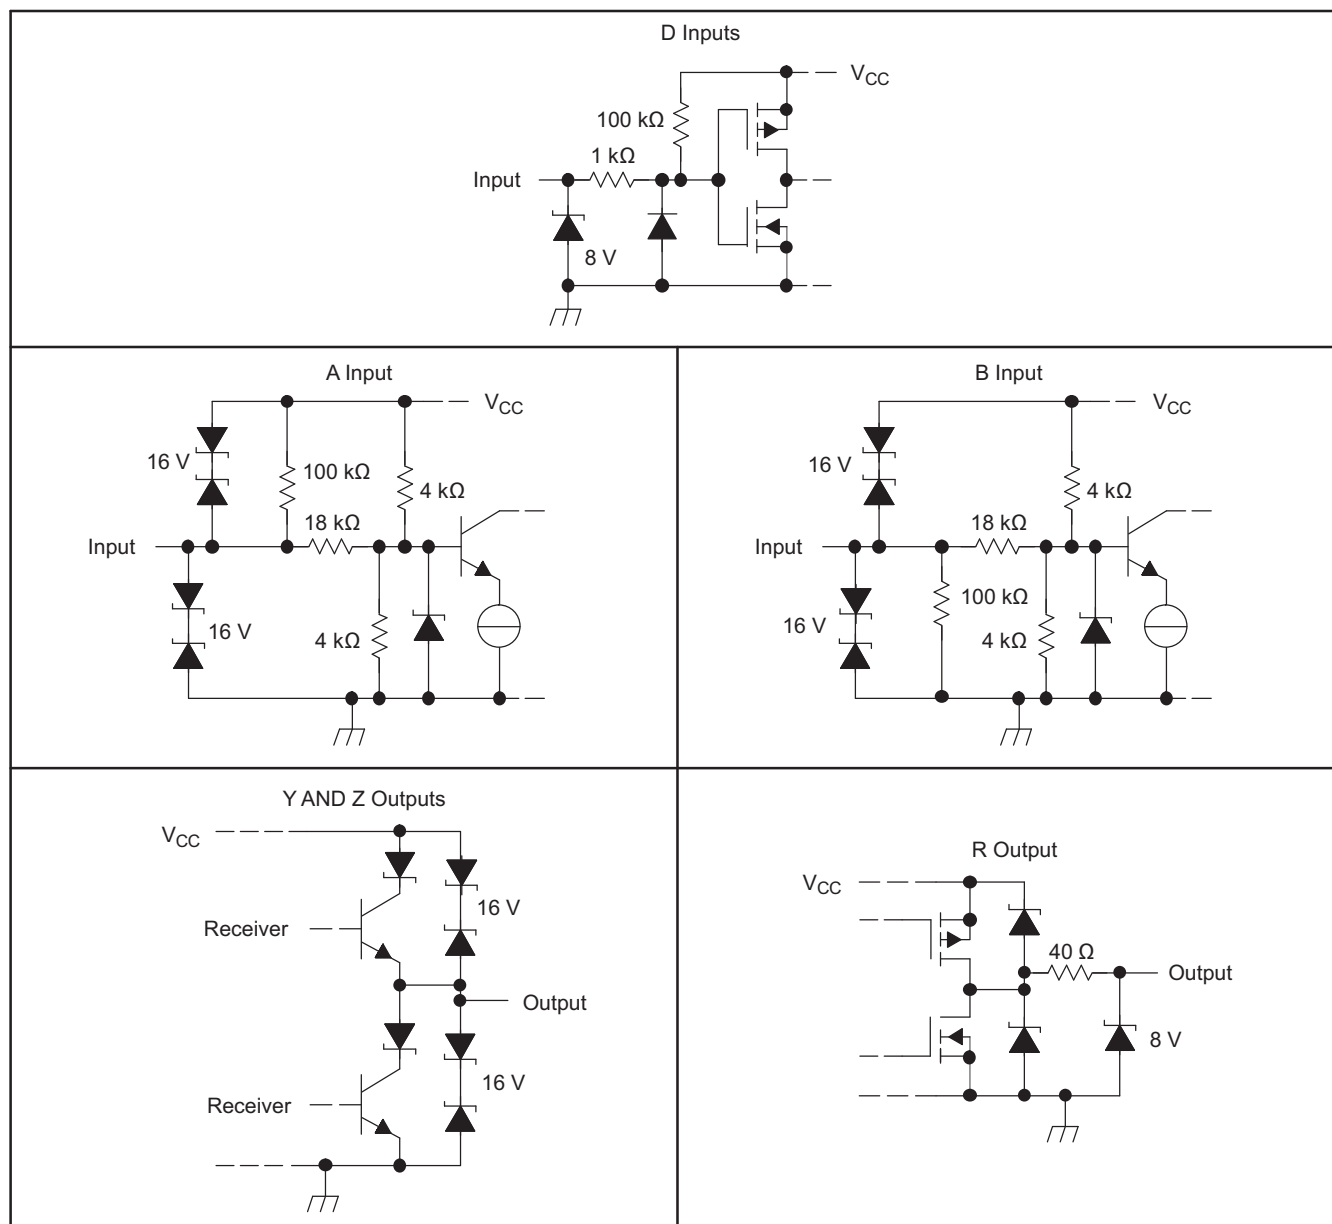 D Inputs
V_CC
100 kΩ
1 kΩ
Input
8 V
A Input
V_CC
16 V
100 kΩ
4 kΩ
18 kΩ
Input
16 V
4 kΩ
B Input
V_CC
16 V
4 kΩ
18 kΩ
Input
100 kΩ
16 V
4 kΩ
Y AND Z Outputs
V_CC
16 V
Receiver
Output
16 V
Receiver
R Output
V_CC
40 Ω
Output
8 V